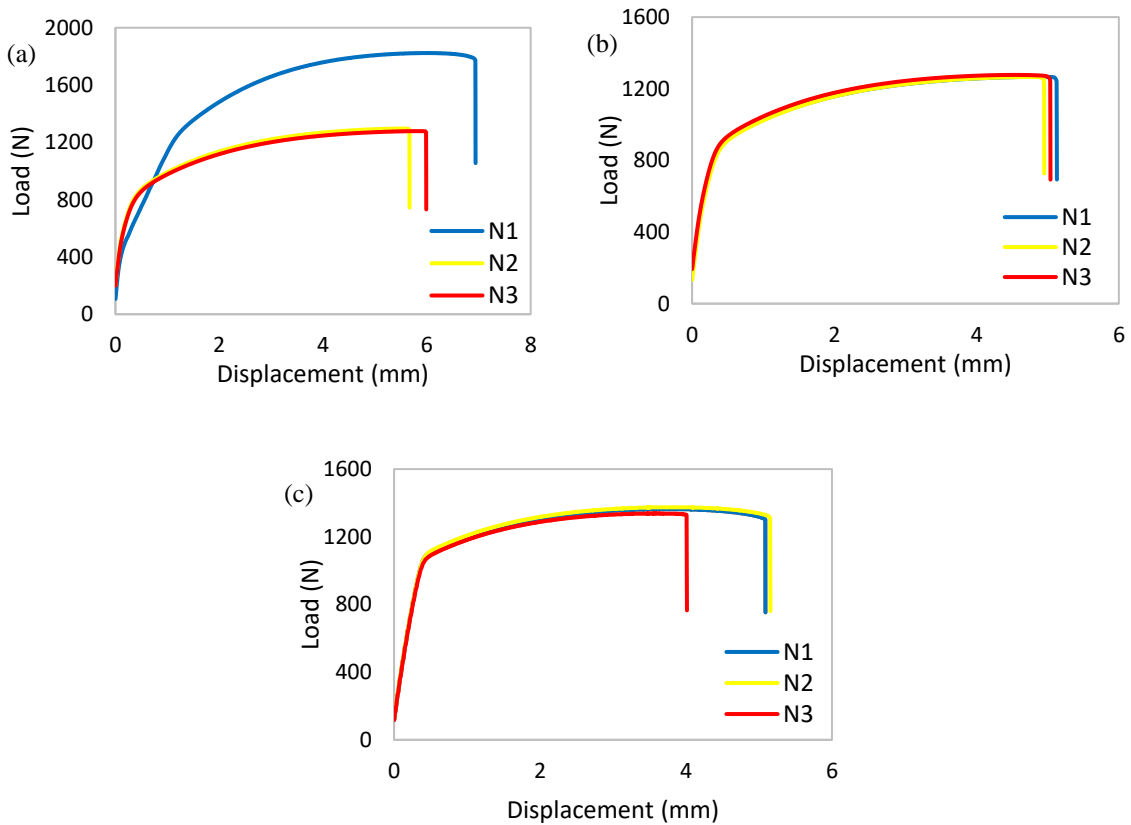 (a)
2000
1600
1200
800
400
0
Load (N)
N1
N2
N3
0 2 4 6 8
Displacement (mm)
(b)
1600
1200
800
400
0
Load (N)
N1
N2
N3
0 2 4 6
Displacement (mm)
(c)
1600
1200
800
400
0
Load (N)
N1
N2
N3
0 2 4 6
Displacement (mm)